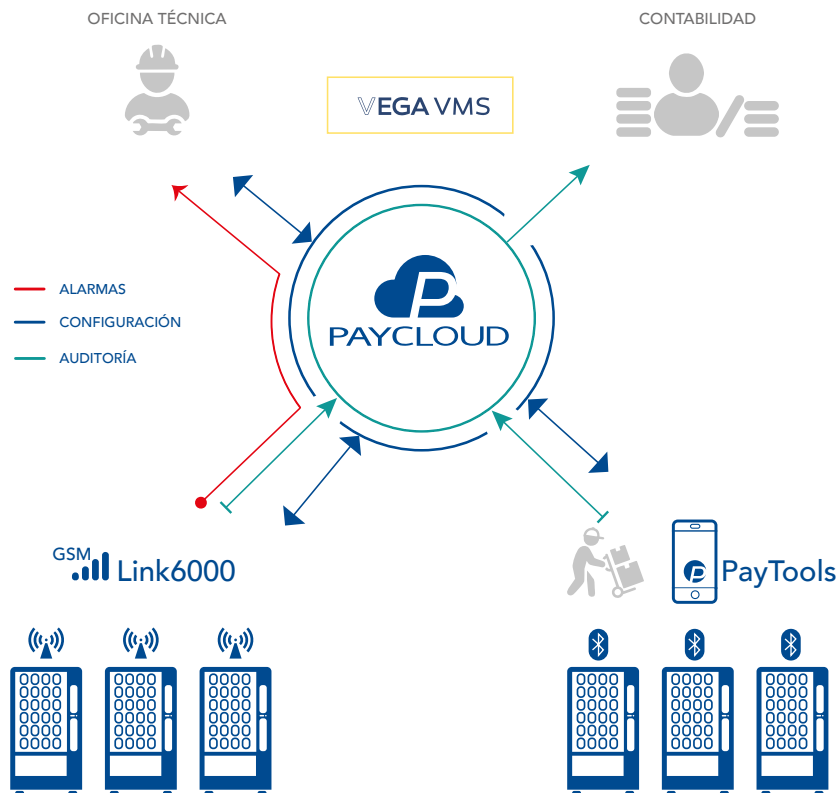 OFICINA TÉCNICA
CONTABILIDAD
VEGA VMS
PAYCLOUD
ALARMAS
CONFIGURACIÓN
AUDITORÍA
GSM
Link6000
PayTools